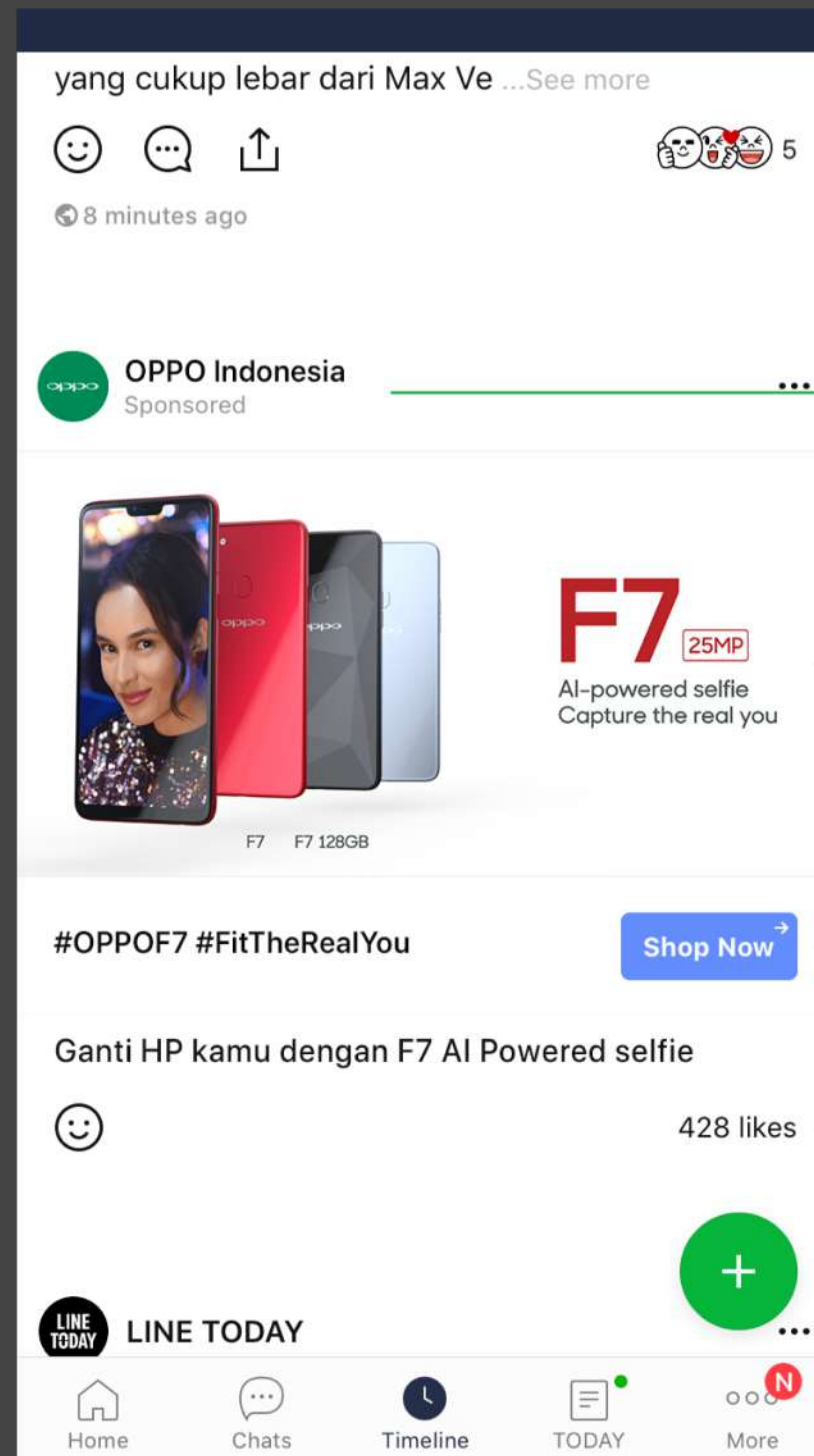 yang cukup lebar dari Max Ve ...See more
5
8 minutes ago
oppo
OPPO Indonesia
Sponsored
oppo
oppo
F7
25MP
AI-powered selfie
Capture the real you
F7
F7 128GB
#OPPOF7 #FitTheRealYou
Shop Now
Ganti HP kamu dengan F7 AI Powered selfie
428 likes
LINE
TODAY
LINE TODAY
N
Home
Chats
Timeline
TODAY
More